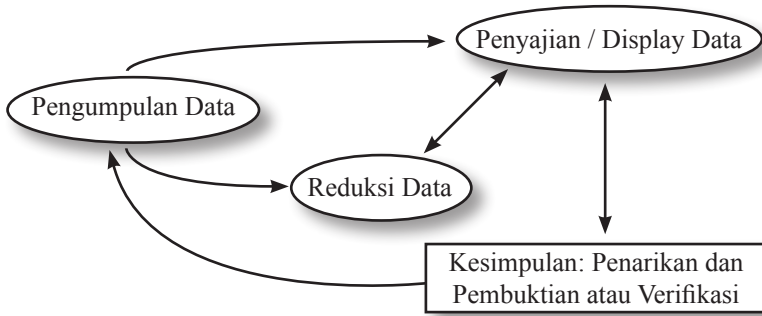 Penyajian / Display Data
Pengumpulan Data
Reduksi Data
Kesimpulan: Penarikan dan
Pembuktian atau Verifikasi